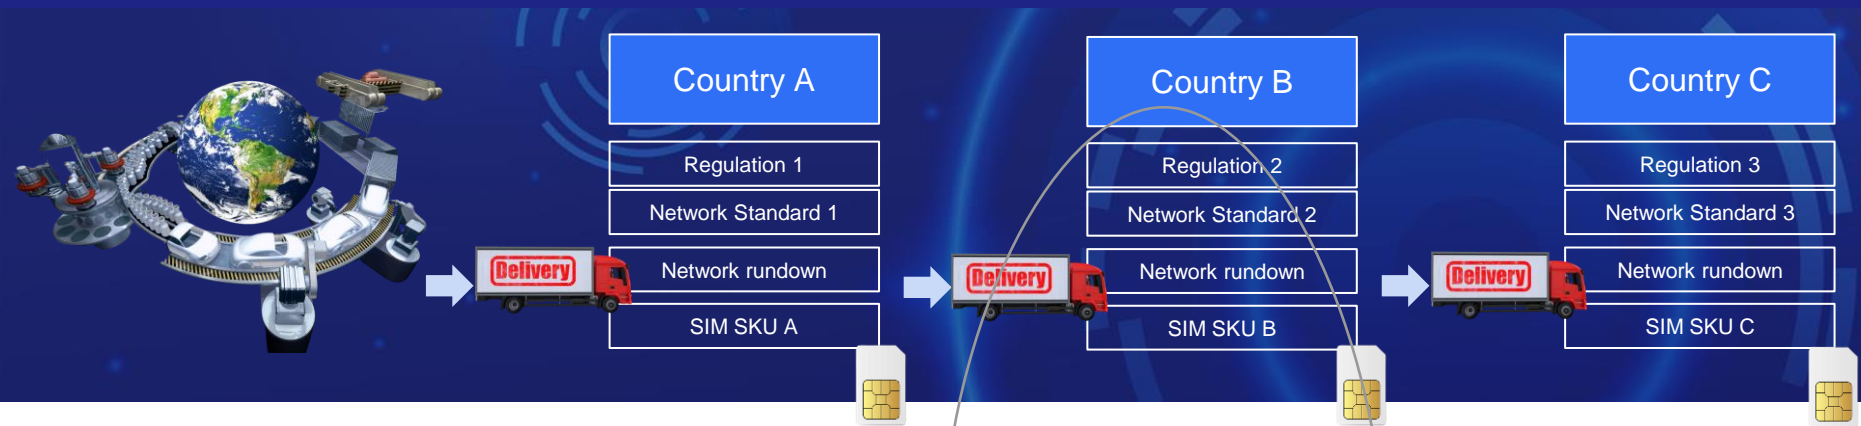 Country A
Regulation 1
Network Standard 1
Delivery
Network rundown
SIM SKU A
Country B
Regulation 2
Network Standard 2
Delivery
Network rundown
SIM SKU B
Country C
Regulation 3
Network Standard 3
Delivery
Network rundown
SIM SKU C